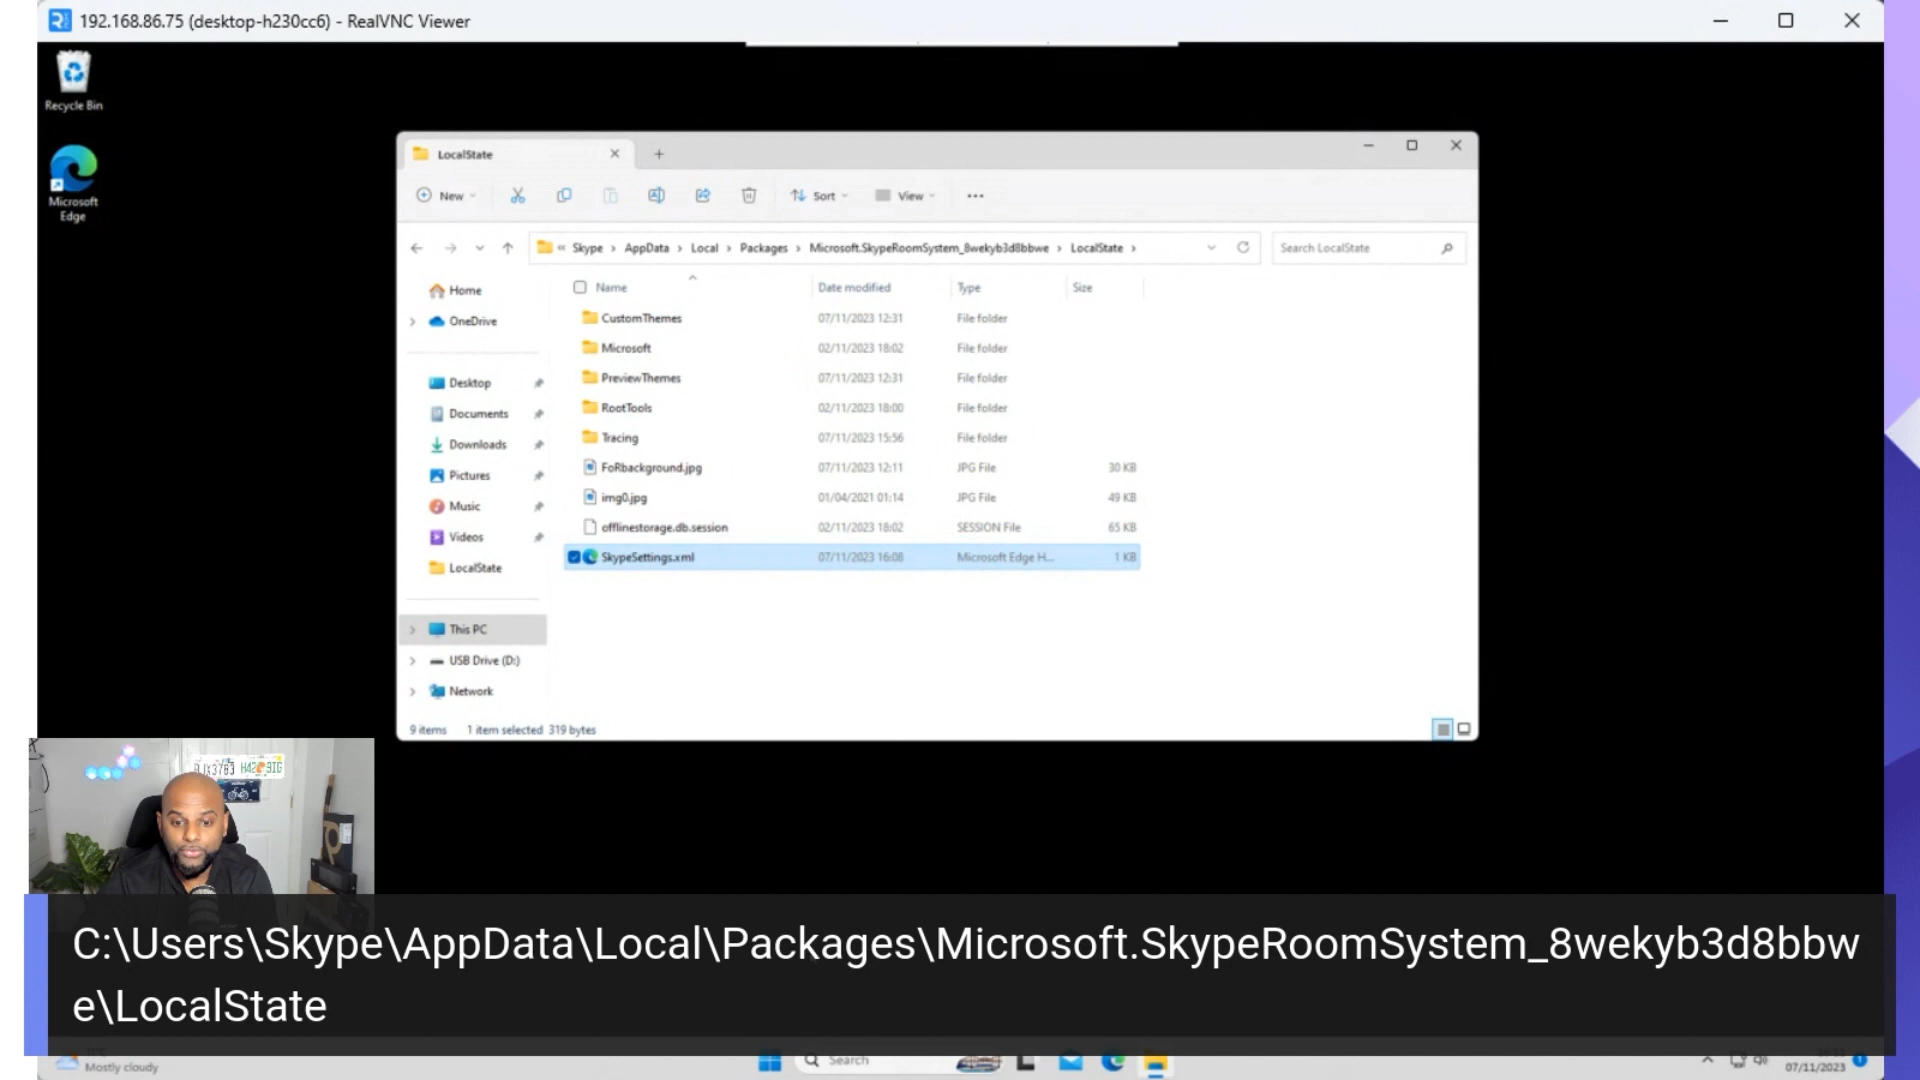 192.168.86.75 (desktop-h230cc6) - RealVNC Viewer
Recycle Bin
Microsoft
Edge
LocalState
New
Sort
View
« Skype › AppData › Local › Packages › Microsoft.SkypeRoomSystem_8wekyb3d8bbwe › LocalState ›
Search LocalState
Name Date modified Type Size
CustomThemes 07/11/2023 12:31 File folder
Microsoft 02/11/2023 18:02 File folder
PreviewThemes 07/11/2023 12:31 File folder
RootTools 02/11/2023 18:00 File folder
Tracing 07/11/2023 15:56 File folder
FoRbackground.jpg 07/11/2023 12:11 JPG File 30 KB
img0.jpg 01/04/2021 01:14 JPG File 49 KB
offlinestorage.db.session 02/11/2023 18:02 SESSION File 65 KB
SkypeSettings.xml 07/11/2023 16:08 Microsoft Edge H... 1 KB
Home
OneDrive
Desktop
Documents
Downloads
Pictures
Music
Videos
LocalState
This PC
USB Drive (D:)
Network
9 items 1 item selected 319 bytes
C:\Users\Skype\AppData\Local\Packages\Microsoft.SkypeRoomSystem_8wekyb3d8bbw
e\LocalState
Mostly cloudy
Search
07/11/2023